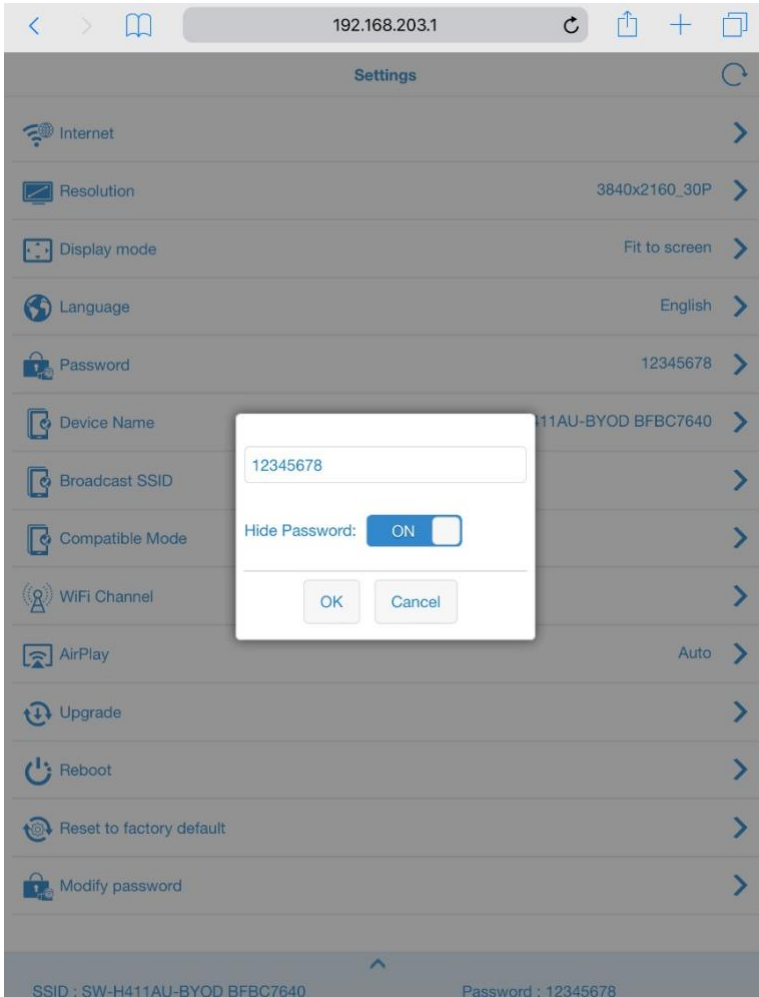 192.168.203.1
Settings
Internet
Resolution 3840x2160_30P
Display mode Fit to screen
Language English
Password 12345678
Device Name 411AU-BYOD BFBC7640
12345678
Broadcast SSID
Hide Password: ON
Compatible Mode
WiFi Channel
OK Cancel
AirPlay Auto
Upgrade
Reboot
Reset to factory default
Modify password
SSID : SW-H411AU-BYOD BFBC7640 Password : 12345678